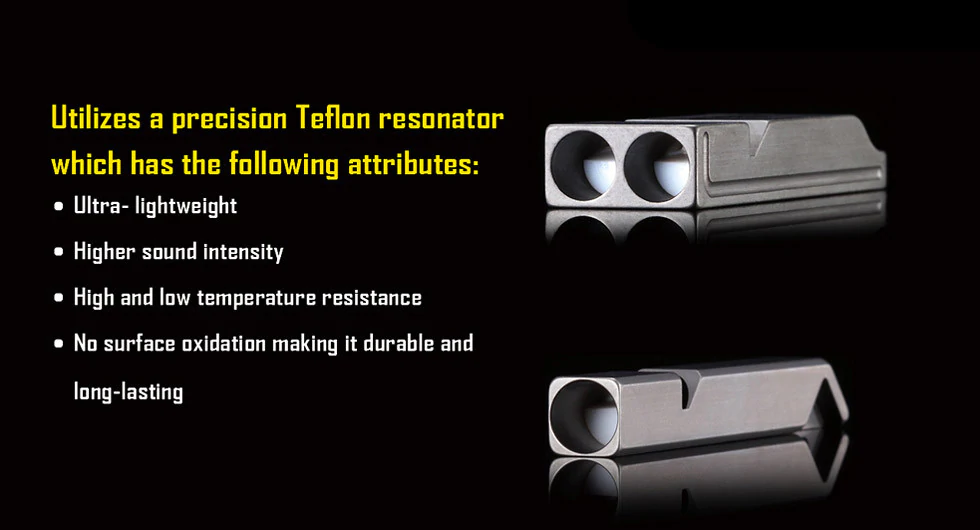 Utilizes a precision Teflon resonator
which has the following attributes:
• Ultra- lightweight
• Higher sound intensity
• High and low temperature resistance
• No surface oxidation making it durable and
long-lasting